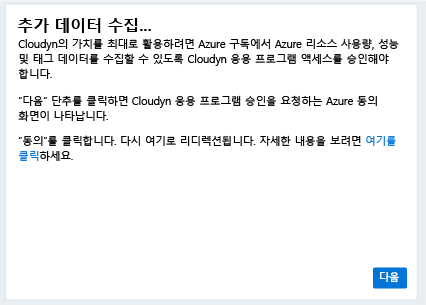 추가 데이터 수집...
Cloudyn의 가치를 최대로 활용하려면 Azure 구독에서 Azure 리소스 사용량, 성능
및 태그 데이터를 수집할 수 있도록 Cloudyn 응용 프로그램 액세스를 승인해야
합니다.
“다음” 단추를 클릭하면 Cloudyn 응용 프로그램 승인을 요청하는 Azure 동의
화면이 나타납니다.
“동의”를 클릭합니다. 다시 여기로 리디렉션됩니다. 자세한 내용을 보려면 여기를
클릭하세요.
다음